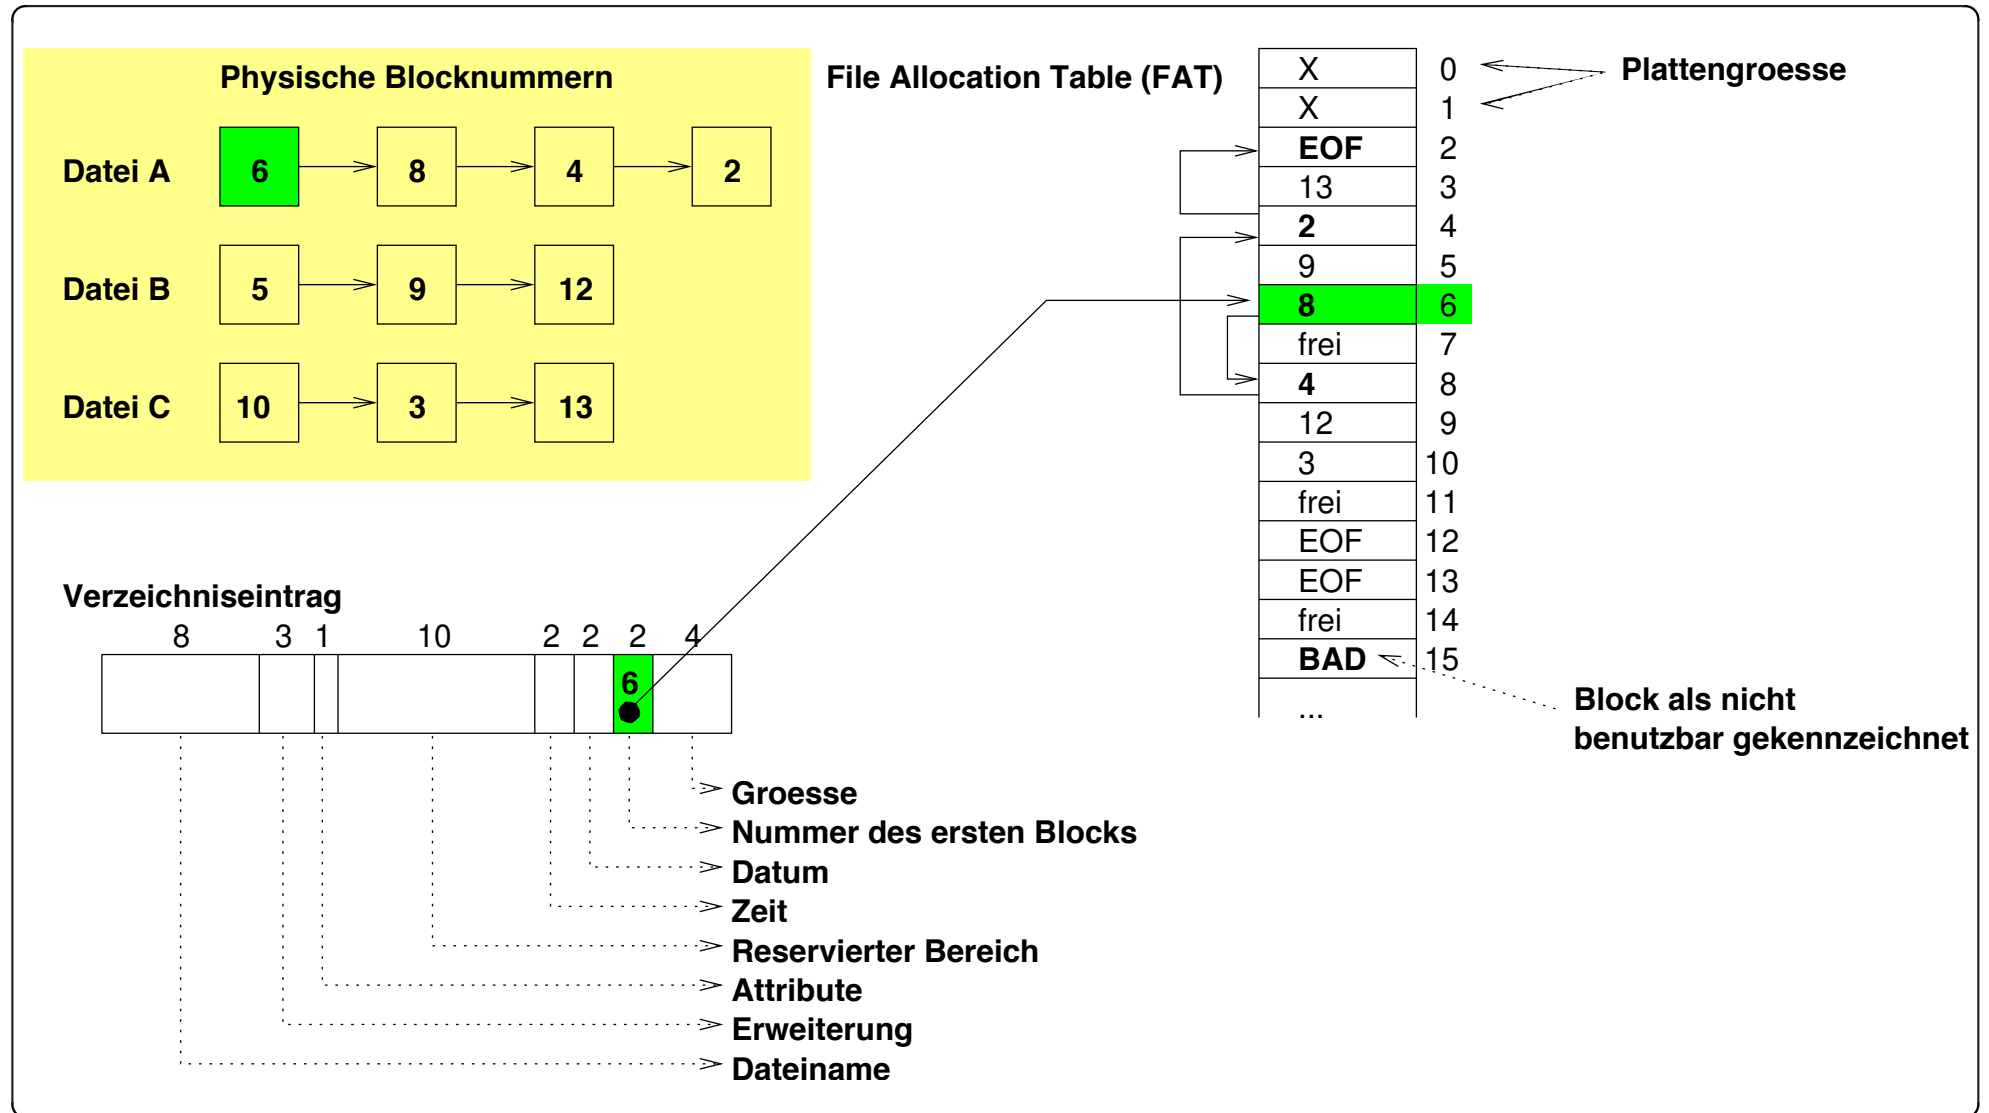 Physische Blocknummern
Datei A 6 8 4 2
Datei B 5 9 12
Datei C 10 3 13
File Allocation Table (FAT)
X 0 Plattengroesse
X 1
EOF 2
13 3
2 4
9 5
8 6
frei 7
4 8
12 9
3 10
frei 11
EOF 12
EOF 13
frei 14
BAD 15
...
Block als nicht
benutzbar gekennzeichnet
Verzeichniseintrag
8 3 1 10 2 2 2 4
6
Groesse
Nummer des ersten Blocks
Datum
Zeit
Reservierter Bereich
Attribute
Erweiterung
Dateiname